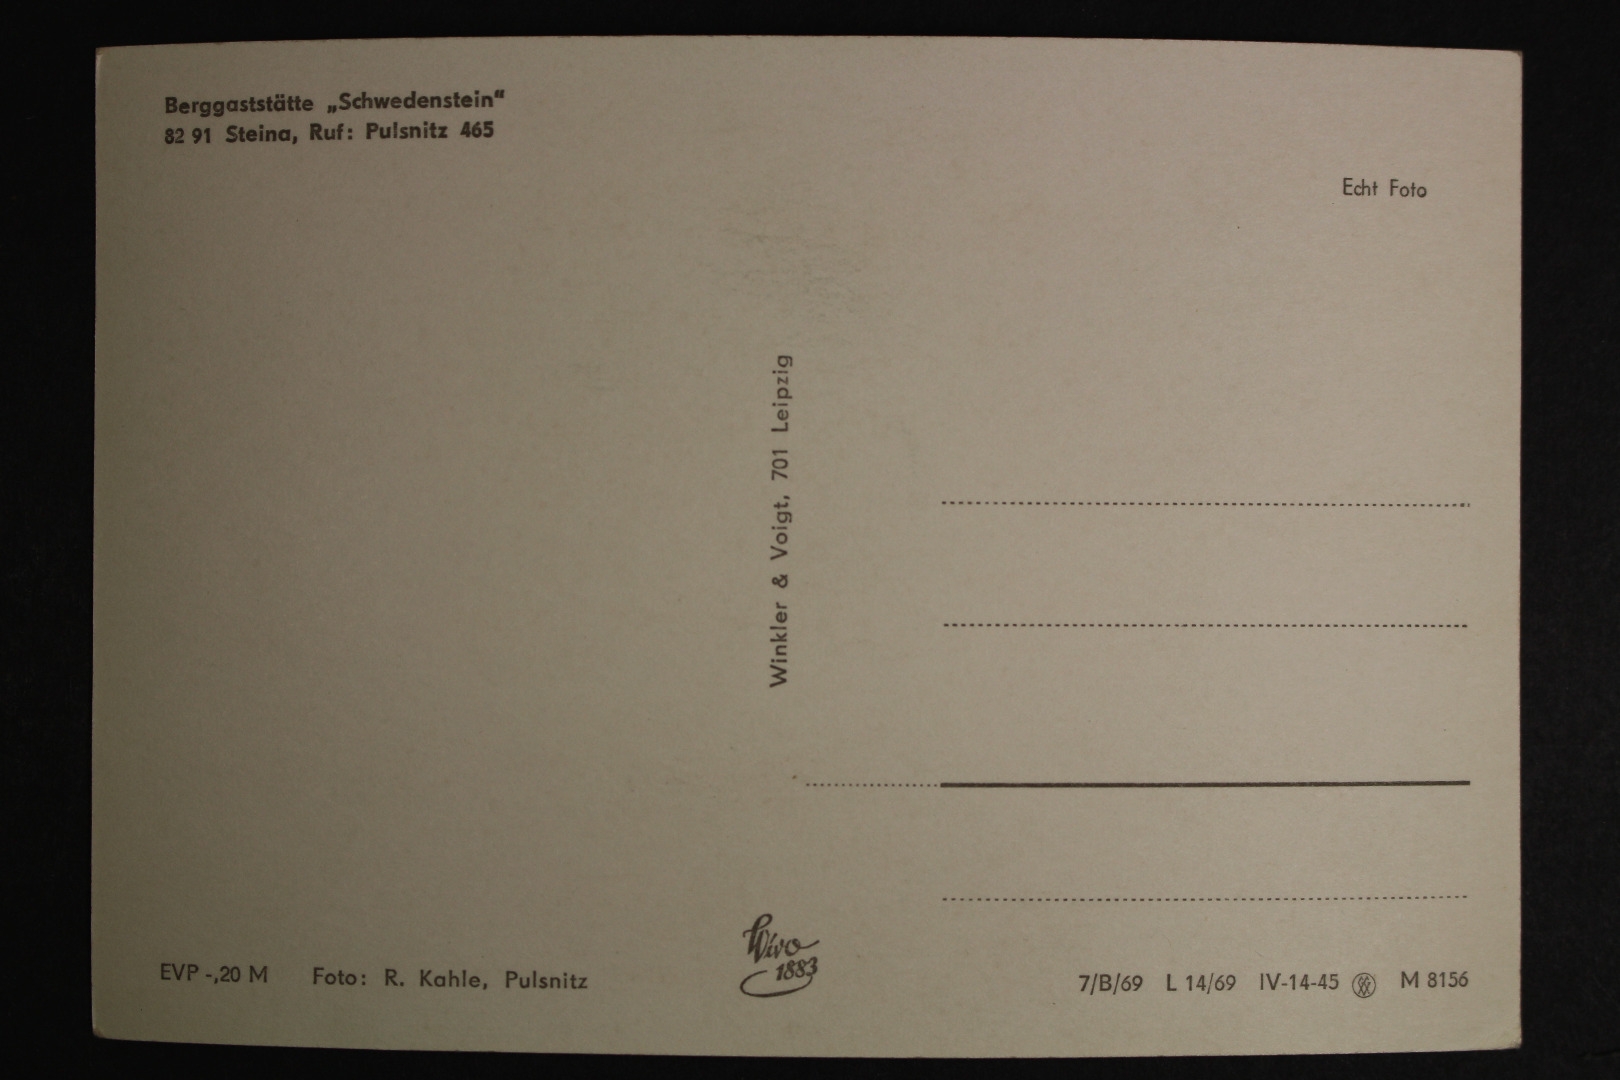 Berggaststätte „Schwedenstein“
82 91 Steina, Ruf: Pulsnitz 465
Echt Foto
Winkler & Voigt, 701 Leipzig
EVP -,20 M Foto: R. Kahle, Pulsnitz
Wivo
1883
7/B/69 L 14/69 IV-14-45 M 8156